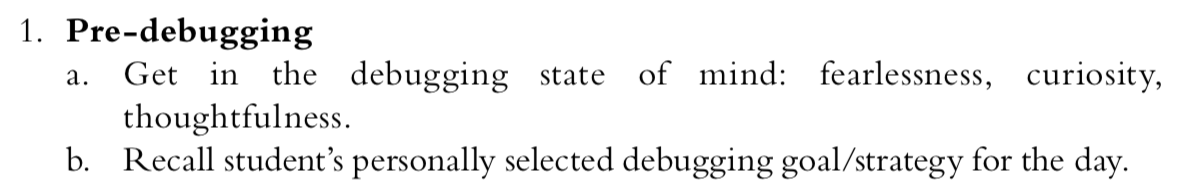 1. Pre-debugging
a. Get in the debugging state of mind: fearlessness, curiosity,
thoughtfulness.
b. Recall student’s personally selected debugging goal/strategy for the day.